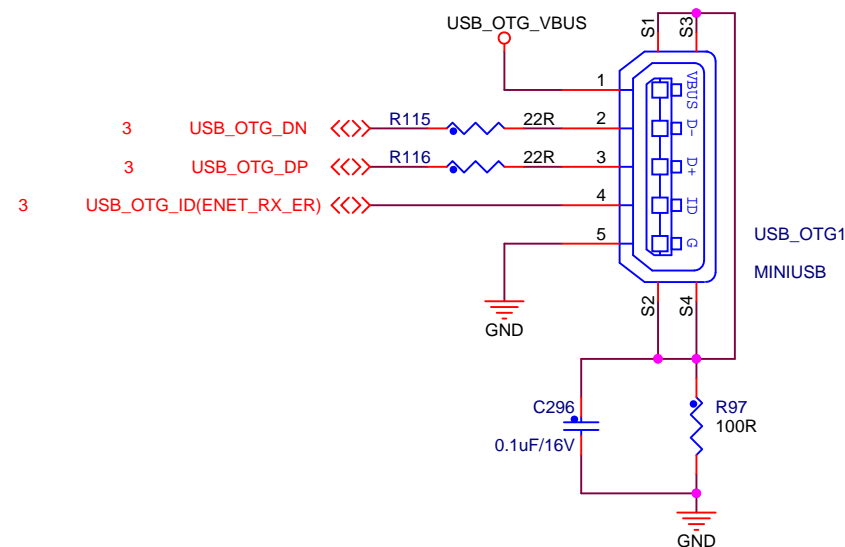 USB_OTG_VBUS
S1
S3
1
VBUS
3 USB_OTG_DN R115 22R 2 D-
3 USB_OTG_DP R116 22R 3 D+
3 USB_OTG_ID(ENET_RX_ER) 4 ID
5 G
USB_OTG1
MINIUSB
S2
S4
GND
C296
0.1uF/16V
R97
100R
GND